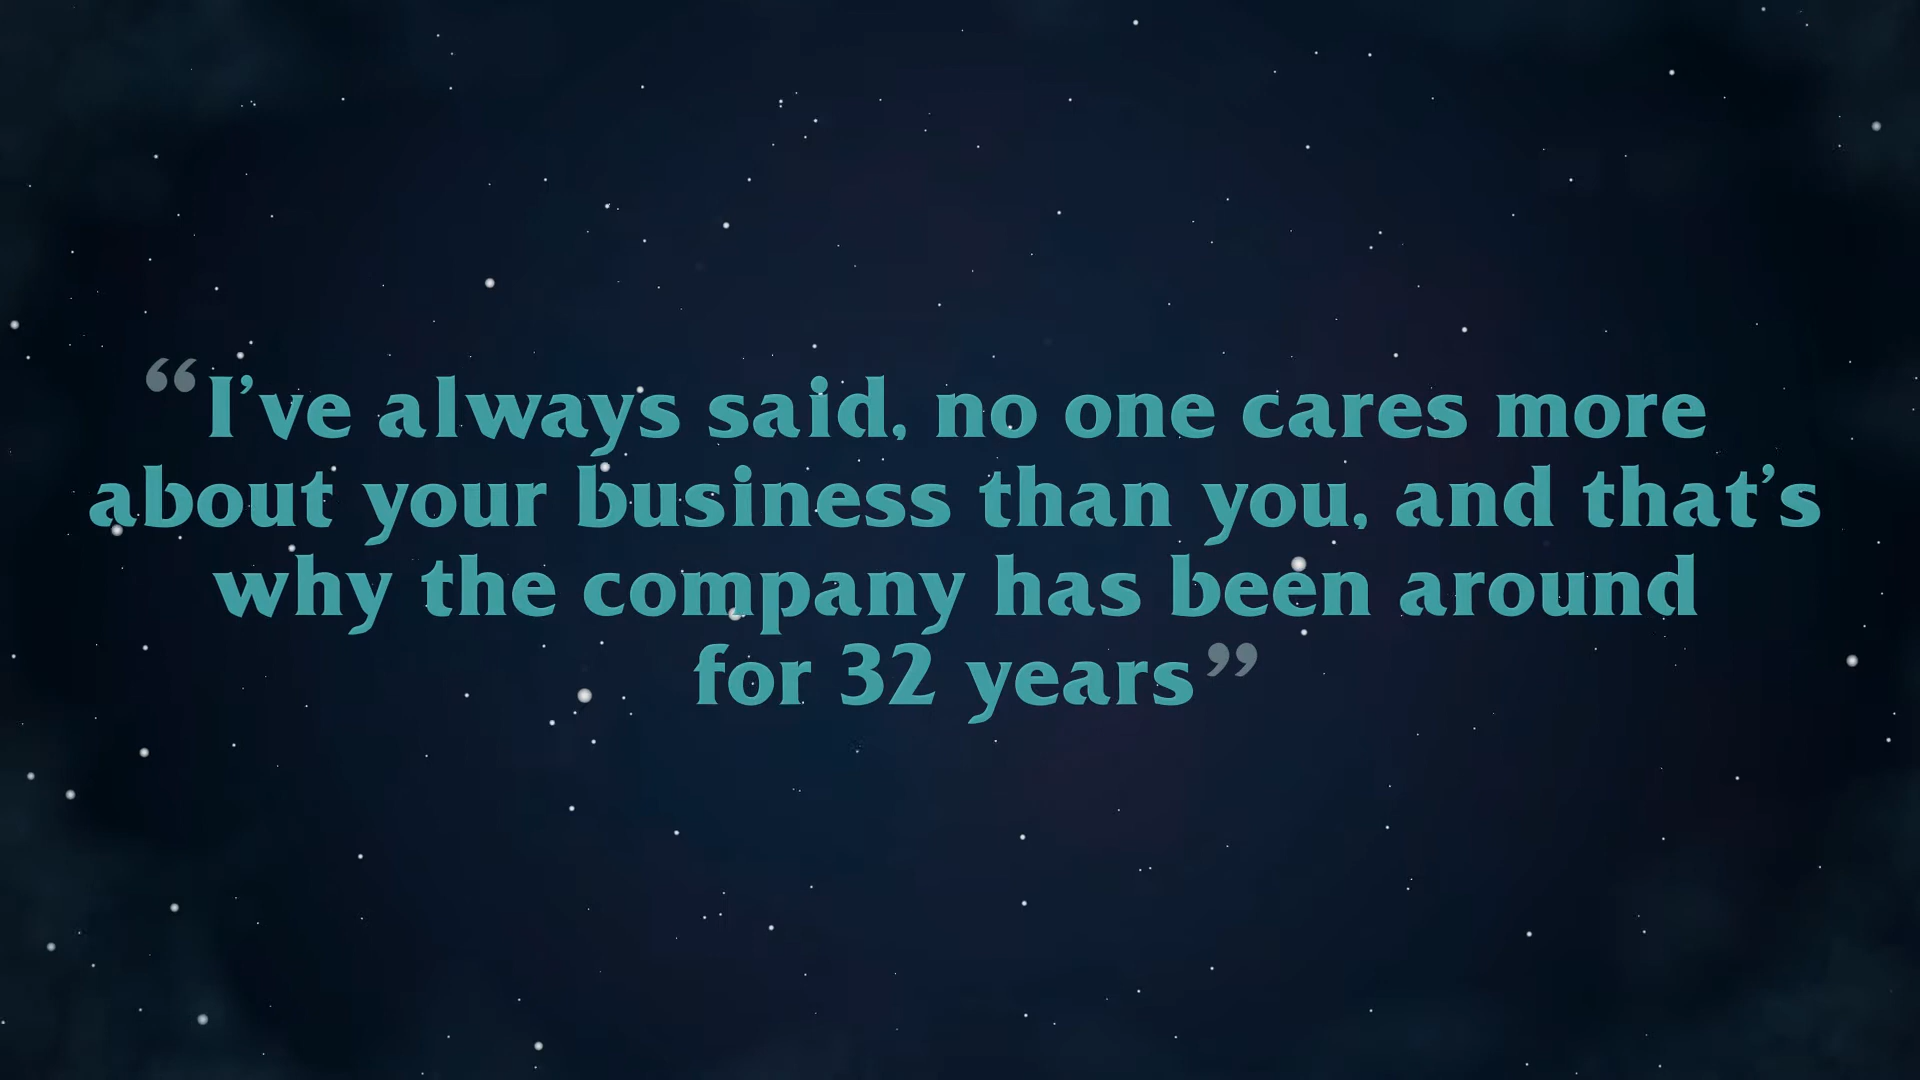 “I’ve always said, no one cares more
about your business than you, and that’s
why the company has been around
for 32 years”